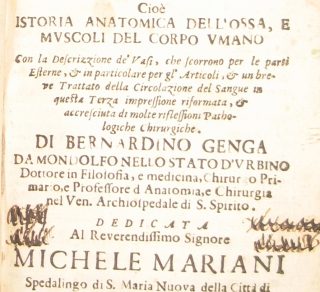 Cioè
ISTORIA ANATOMICA DELL'OSSA, E
MVSCOLI DEL CORPO VMANO
Con la Descrizzione de' Vasi, che scorrono per le parti
Esterne, & in particolare per gl' Articoli, & un bre-
ve Trattato della Circolazione del Sangue in
questa Terza impressione riformata, &
accresciuta di molte riflessioni Patho-
logiche Chirurgiche.
DI BERNARDINO GENGA
DA MONDOLFO NELLO STATO D'VRBINO
Dottore in Filosofia, e medicina, Chirurgo Pri-
mario, e Professore d'Anatomia, e Chirurgia
nel Ven. Archiospedale di S. Spirito.
DEDICATA
Al Reverendissimo Signore
MICHELE MARIANI
Spedalingo di S. Maria Nuova della Città di